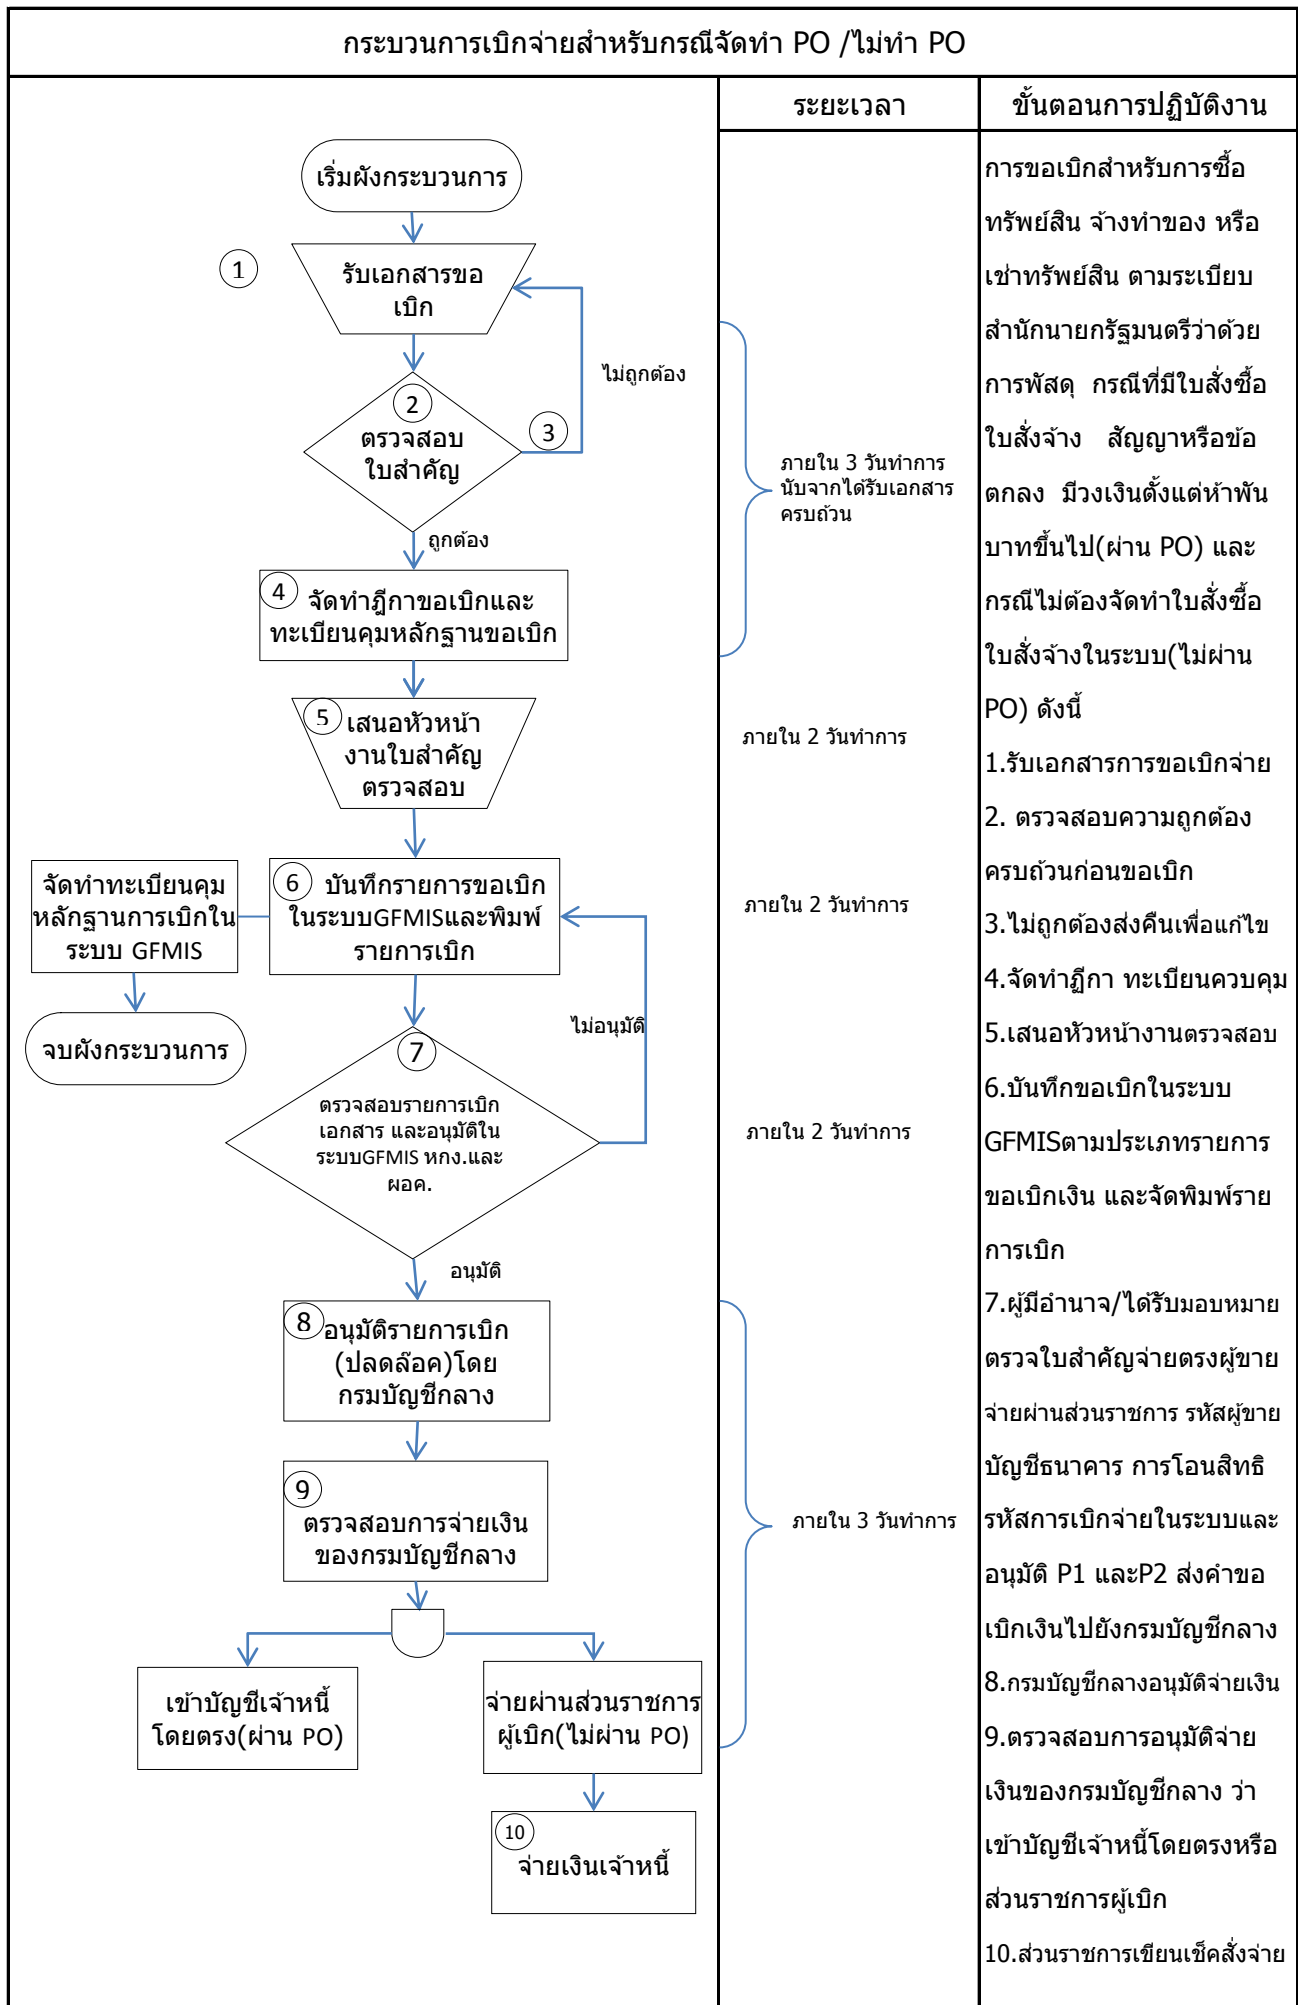 กระบวนการเบิกจ่ายสำหรับกรณีจัดทำ PO /ไม่ทำ PO
ระยะเวลา
ขั้นตอนการปฏิบัติงาน
เริ่มผังกระบวนการ
1
รับเอกสารขอ
เบิก
ไม่ถูกต้อง
2
ตรวจสอบ
ใบสำคัญ
3
ถูกต้อง
4
จัดทำฎีกาขอเบิกและ
ทะเบียนคุมหลักฐานขอเบิก
5
เสนอหัวหน้า
งานใบสำคัญ
ตรวจสอบ
จัดทำทะเบียนคุม
หลักฐานการเบิกใน
ระบบ GFMIS
จบผังกระบวนการ
6
บันทึกรายการขอเบิก
ในระบบGFMISและพิมพ์
รายการเบิก
ไม่อนุมัติ
7
ตรวจสอบรายการเบิก
เอกสาร และอนุมัติใน
ระบบGFMIS หกง.และ
ผอค.
อนุมัติ
8
อนุมัติรายการเบิก
(ปลดล๊อค)โดย
กรมบัญชีกลาง
9
ตรวจสอบการจ่ายเงิน
ของกรมบัญชีกลาง
เข้าบัญชีเจ้าหนี้
โดยตรง(ผ่าน PO)
จ่ายผ่านส่วนราชการ
ผู้เบิก(ไม่ผ่าน PO)
10
จ่ายเงินเจ้าหนี้
ภายใน 3 วันทำการ
นับจากได้รับเอกสาร
ครบถ้วน
ภายใน 2 วันทำการ
ภายใน 2 วันทำการ
ภายใน 2 วันทำการ
ภายใน 3 วันทำการ
การขอเบิกสำหรับการซื้อ
ทรัพย์สิน จ้างทำของ หรือ
เช่าทรัพย์สิน ตามระเบียบ
สำนักนายกรัฐมนตรีว่าด้วย
การพัสดุ กรณีที่มีใบสั่งซื้อ
ใบสั่งจ้าง สัญญาหรือข้อ
ตกลง มีวงเงินตั้งแต่ห้าพัน
บาทขึ้นไป(ผ่าน PO) และ
กรณีไม่ต้องจัดทำใบสั่งซื้อ
ใบสั่งจ้างในระบบ(ไม่ผ่าน
PO) ดังนี้
1.รับเอกสารการขอเบิกจ่าย
2. ตรวจสอบความถูกต้อง
ครบถ้วนก่อนขอเบิก
3.ไม่ถูกต้องส่งคืนเพื่อแก้ไข
4.จัดทำฏีกา ทะเบียนควบคุม
5.เสนอหัวหน้างานตรวจสอบ
6.บันทึกขอเบิกในระบบ
GFMISตามประเภทรายการ
ขอเบิกเงิน และจัดพิมพ์ราย
การเบิก
7.ผู้มีอำนาจ/ได้รับมอบหมาย
ตรวจใบสำคัญจ่ายตรงผู้ขาย
จ่ายผ่านส่วนราชการ รหัสผู้ขาย
บัญชีธนาคาร การโอนสิทธิ
รหัสการเบิกจ่ายในระบบและ
อนุมัติ P1 และP2 ส่งคำขอ
เบิกเงินไปยังกรมบัญชีกลาง
8.กรมบัญชีกลางอนุมัติจ่ายเงิน
9.ตรวจสอบการอนุมัติจ่าย
เงินของกรมบัญชีกลาง ว่า
เข้าบัญชีเจ้าหนี้โดยตรงหรือ
ส่วนราชการผู้เบิก
10.ส่วนราชการเขียนเช็คสั่งจ่าย